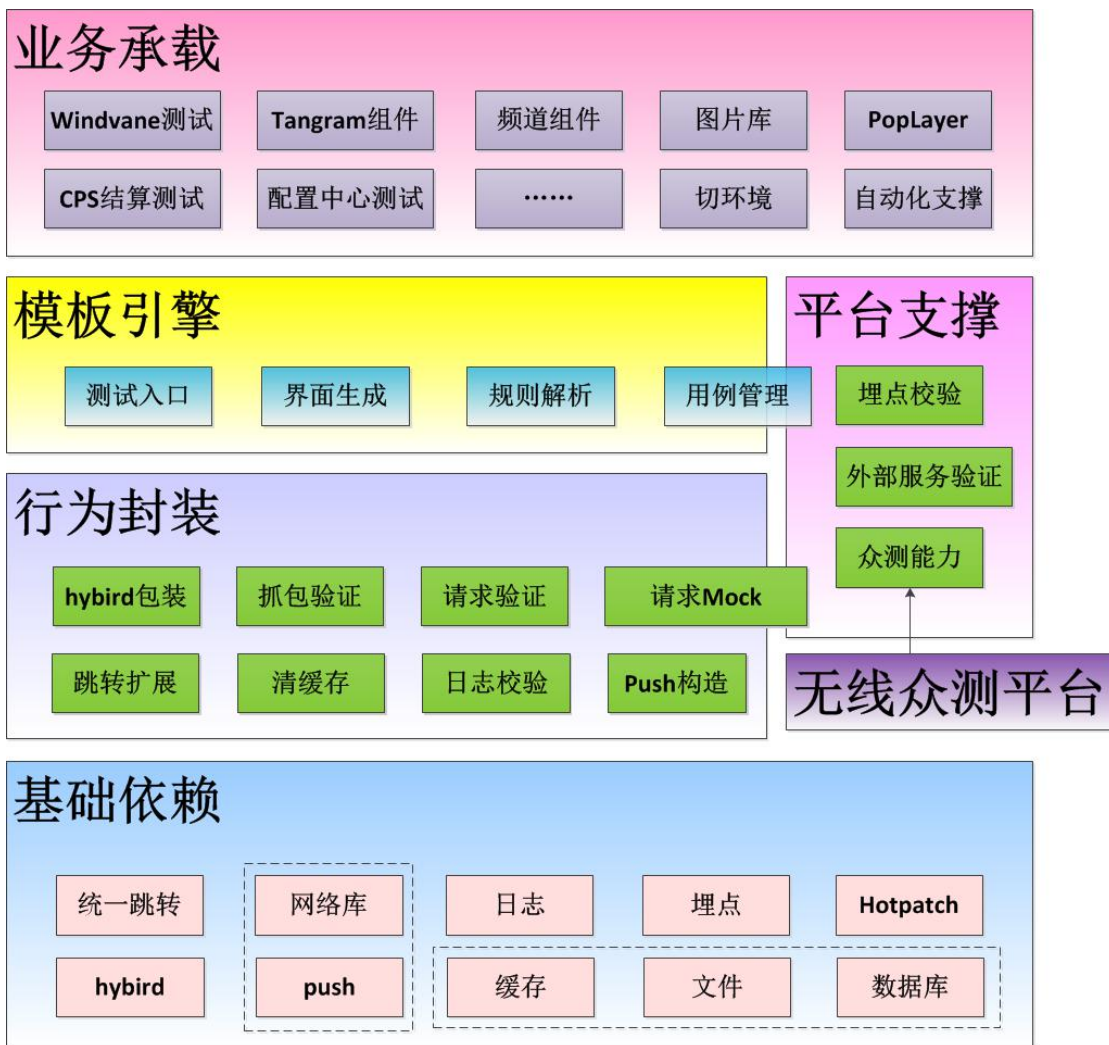 业务承载
Windvane测试
Tangram组件
频道组件
图片库
PopLayer
CPS结算测试
配置中心测试
……
切环境
自动化支撑
模板引擎
测试入口
界面生成
规则解析
用例管理
平台支撑
埋点校验
外部服务验证
众测能力
行为封装
hybird包装
抓包验证
请求验证
请求Mock
跳转扩展
清缓存
日志校验
Push构造
无线众测平台
基础依赖
统一跳转
网络库
日志
埋点
Hotpatch
hybird
push
缓存
文件
数据库